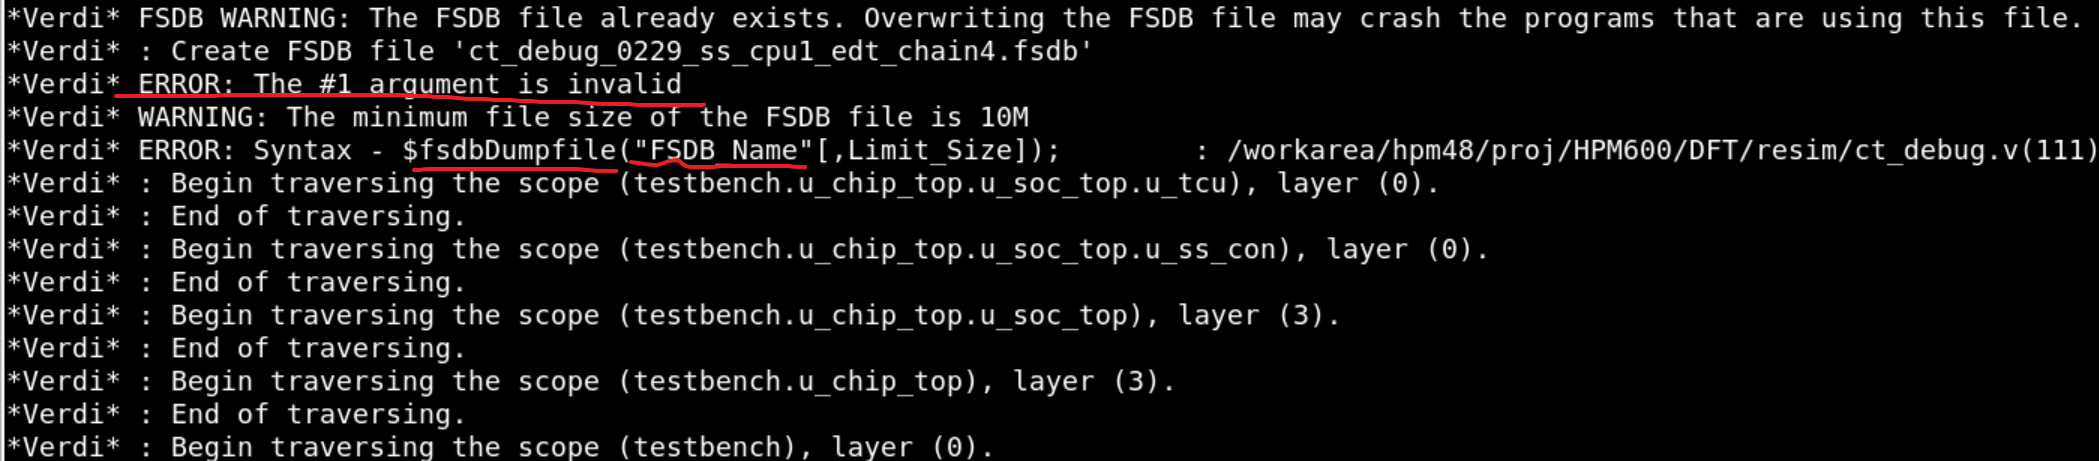 *Verdi* FSDB WARNING: The FSDB file already exists. Overwriting the FSDB file may crash the programs that are using this file.
*Verdi* : Create FSDB file 'ct_debug_0229_ss_cpu1_edt_chain4.fsdb'
*Verdi* ERROR: The #1 argument is invalid
*Verdi* WARNING: The minimum file size of the FSDB file is 10M
*Verdi* ERROR: Syntax - $fsdbDumpfile("FSDB Name"[,Limit_Size]);        : /workarea/hpm48/proj/HPM600/DFT/resim/ct_debug.v(111)
*Verdi* : Begin traversing the scope (testbench.u_chip_top.u_soc_top.u_tcu), layer (0).
*Verdi* : End of traversing.
*Verdi* : Begin traversing the scope (testbench.u_chip_top.u_soc_top.u_ss_con), layer (0).
*Verdi* : End of traversing.
*Verdi* : Begin traversing the scope (testbench.u_chip_top.u_soc_top), layer (3).
*Verdi* : End of traversing.
*Verdi* : Begin traversing the scope (testbench.u_chip_top), layer (3).
*Verdi* : End of traversing.
*Verdi* : Begin traversing the scope (testbench), layer (0).